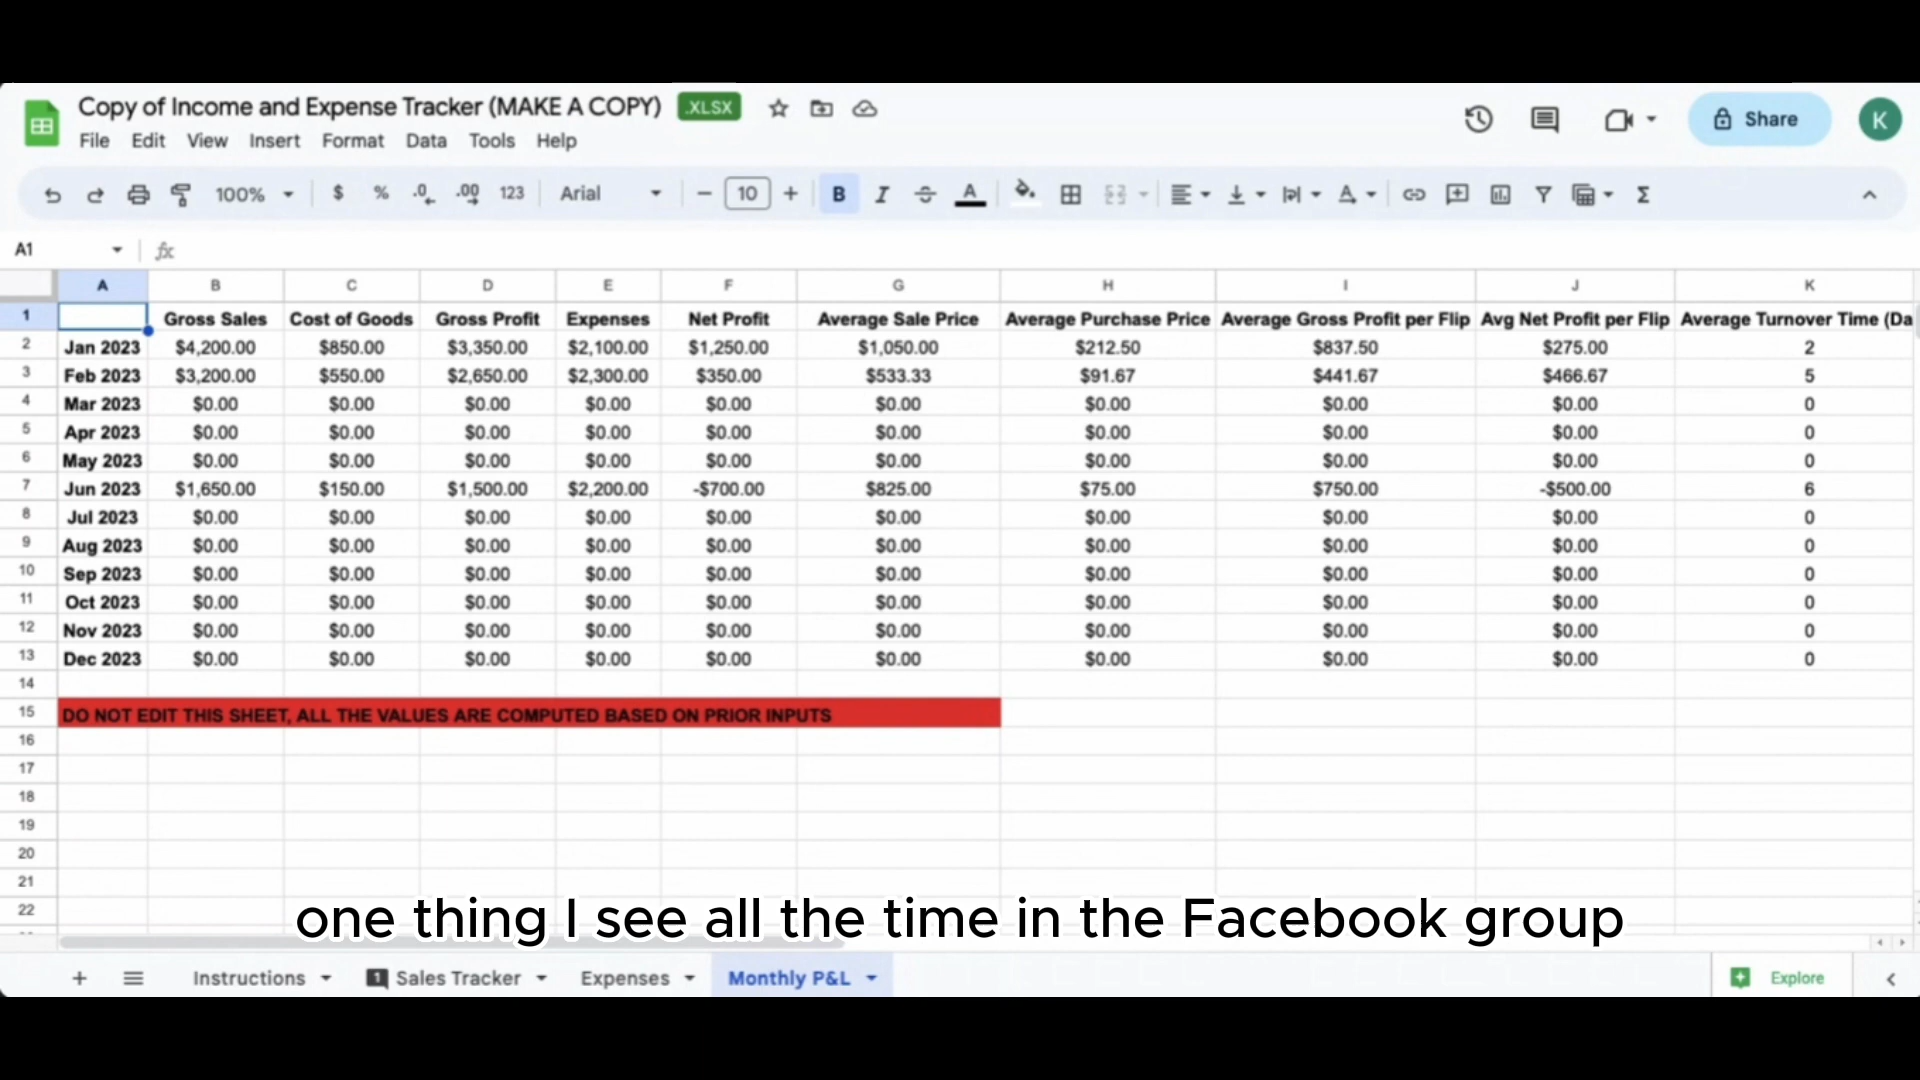 Copy of Income and Expense Tracker (MAKE A COPY) .XLSX
File Edit View Insert Format Data Tools Help
Share K
100% $ % .0 .00 123 Arial 10 B I A A Σ
A1 fx
A B C D E F G H I J K
1 Gross Sales Cost of Goods Gross Profit Expenses Net Profit Average Sale Price Average Purchase Price Average Gross Profit per Flip Avg Net Profit per Flip Average Turnover Time (Da
2 Jan 2023 $4,200.00 $850.00 $3,350.00 $2,100.00 $1,250.00 $1,050.00 $212.50 $837.50 $275.00 2
3 Feb 2023 $3,200.00 $550.00 $2,650.00 $2,300.00 $350.00 $533.33 $91.67 $441.67 $466.67 5
4 Mar 2023 $0.00 $0.00 $0.00 $0.00 $0.00 $0.00 $0.00 $0.00 $0.00 0
5 Apr 2023 $0.00 $0.00 $0.00 $0.00 $0.00 $0.00 $0.00 $0.00 $0.00 0
6 May 2023 $0.00 $0.00 $0.00 $0.00 $0.00 $0.00 $0.00 $0.00 $0.00 0
7 Jun 2023 $1,650.00 $150.00 $1,500.00 $2,200.00 -$700.00 $825.00 $75.00 $750.00 -$500.00 6
8 Jul 2023 $0.00 $0.00 $0.00 $0.00 $0.00 $0.00 $0.00 $0.00 $0.00 0
9 Aug 2023 $0.00 $0.00 $0.00 $0.00 $0.00 $0.00 $0.00 $0.00 $0.00 0
10 Sep 2023 $0.00 $0.00 $0.00 $0.00 $0.00 $0.00 $0.00 $0.00 $0.00 0
11 Oct 2023 $0.00 $0.00 $0.00 $0.00 $0.00 $0.00 $0.00 $0.00 $0.00 0
12 Nov 2023 $0.00 $0.00 $0.00 $0.00 $0.00 $0.00 $0.00 $0.00 $0.00 0
13 Dec 2023 $0.00 $0.00 $0.00 $0.00 $0.00 $0.00 $0.00 $0.00 $0.00 0
14
15 DO NOT EDIT THIS SHEET, ALL THE VALUES ARE COMPUTED BASED ON PRIOR INPUTS
16
17
18
19
20
21
22
one thing I see all the time in the Facebook group
Instructions 1 Sales Tracker Expenses Monthly P&L Explore